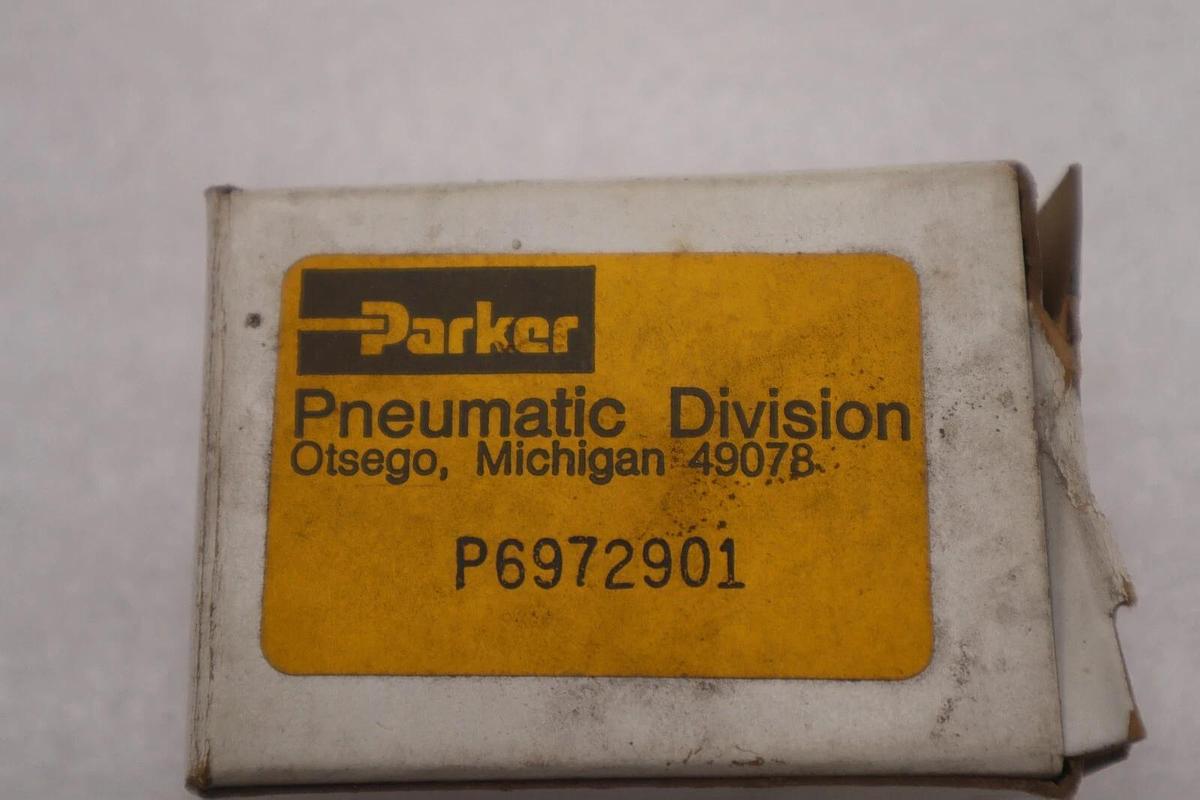 Parker
Pneumatic Division
Otsego, Michigan 49078
P6972901